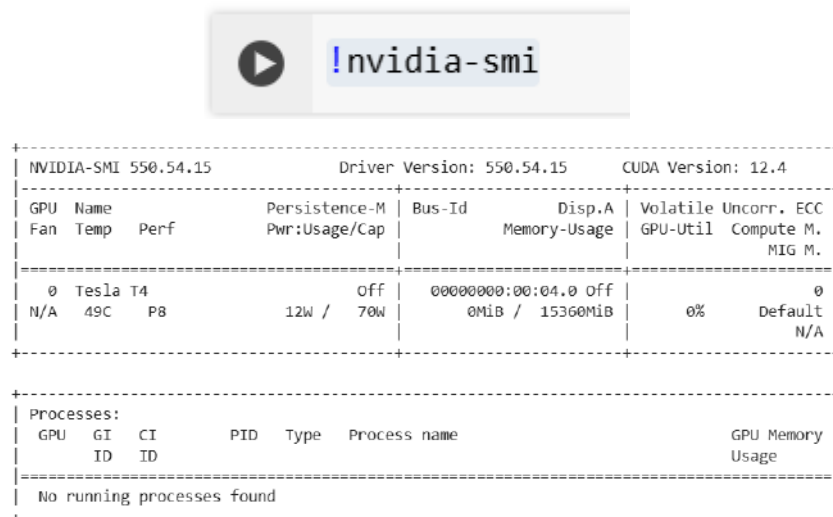 !nvidia-smi
NVIDIA-SMI 550.54.15 Driver Version: 550.54.15 CUDA Version: 12.4
GPU Name Persistence-M | Bus-Id Disp.A | Volatile Uncorr. ECC
Fan Temp Perf Pwr:Usage/Cap | Memory-Usage | GPU-Util Compute M.
MIG M.
0 Tesla T4 Off | 00000000:00:04.0 Off | 0
N/A 49C P8 12W / 70W | 0MiB / 15360MiB | 0% Default
N/A
Processes:
GPU GI CI PID Type Process name GPU Memory
ID ID Usage
No running processes found